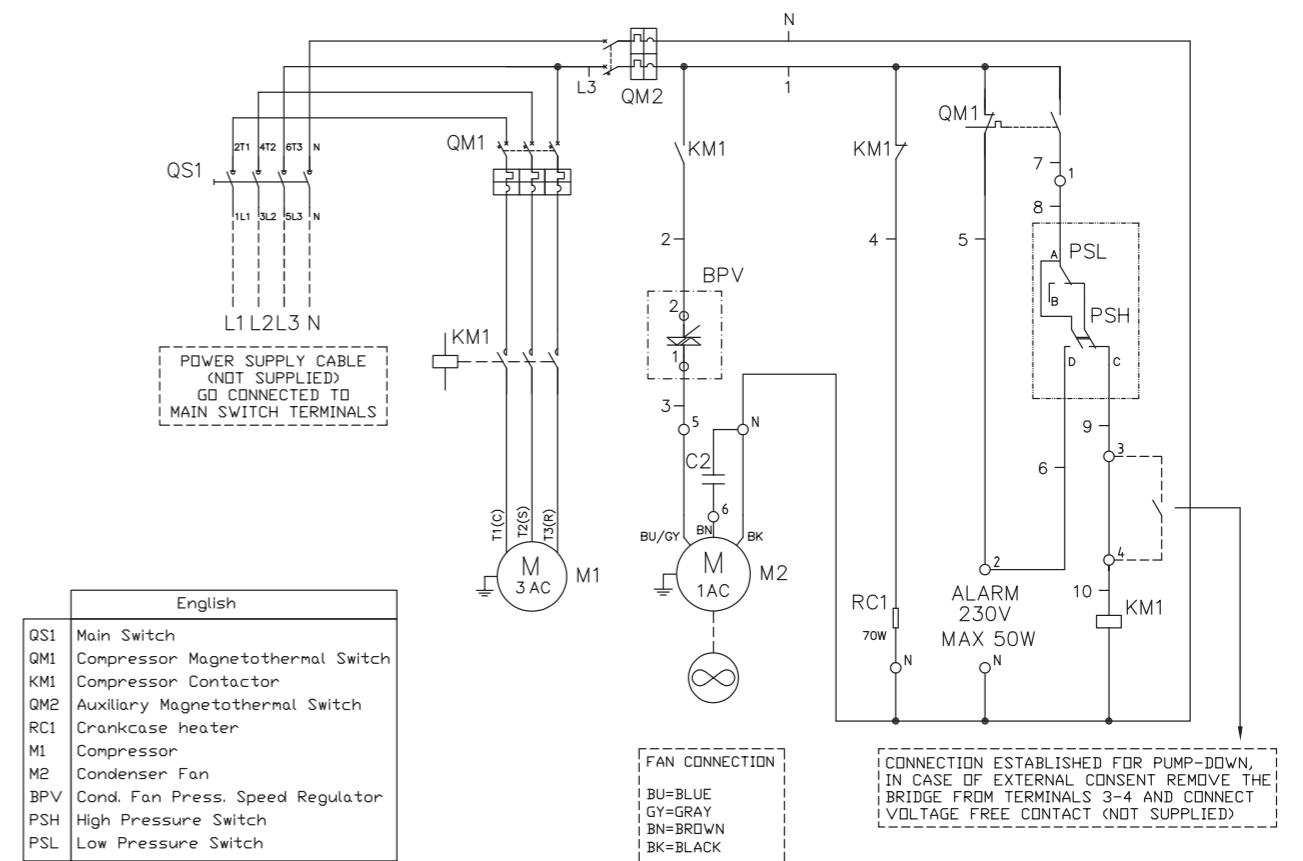 N
L3
QM2
1
2T1 4T2 6T3 N
QS1
1L1 3L2 5L3 N
L1 L2 L3 N
POWER SUPPLY CABLE
(NOT SUPPLIED)
GO CONNECTED TO
MAIN SWITCH TERMINALS
QM1
KM1
T1(C) T2(S) T3(R)
M
3 AC
M1
KM1
2
BPV
2
1
3
5
N
C2
6
BU/GY
BN
BK
M
1AC
M2
KM1
4
RC1
70W
N
QM1
5
2
ALARM
230V
MAX 50W
N
7
1
8
A
PSL
B
PSH
D
C
9
6
3
4
10
KM1
English
QS1 Main Switch
QM1 Compressor Magnetothermal Switch
KM1 Compressor Contactor
QM2 Auxiliary Magnetothermal Switch
RC1 Crankcase heater
M1 Compressor
M2 Condenser Fan
BPV Cond. Fan Press. Speed Regulator
PSH High Pressure Switch
PSL Low Pressure Switch
FAN CONNECTION
BU=BLUE
GY=GRAY
BN=BROWN
BK=BLACK
CONNECTION ESTABLISHED FOR PUMP-DOWN,
IN CASE OF EXTERNAL CONSENT REMOVE THE
BRIDGE FROM TERMINALS 3-4 AND CONNECT
VOLTAGE FREE CONTACT (NOT SUPPLIED)